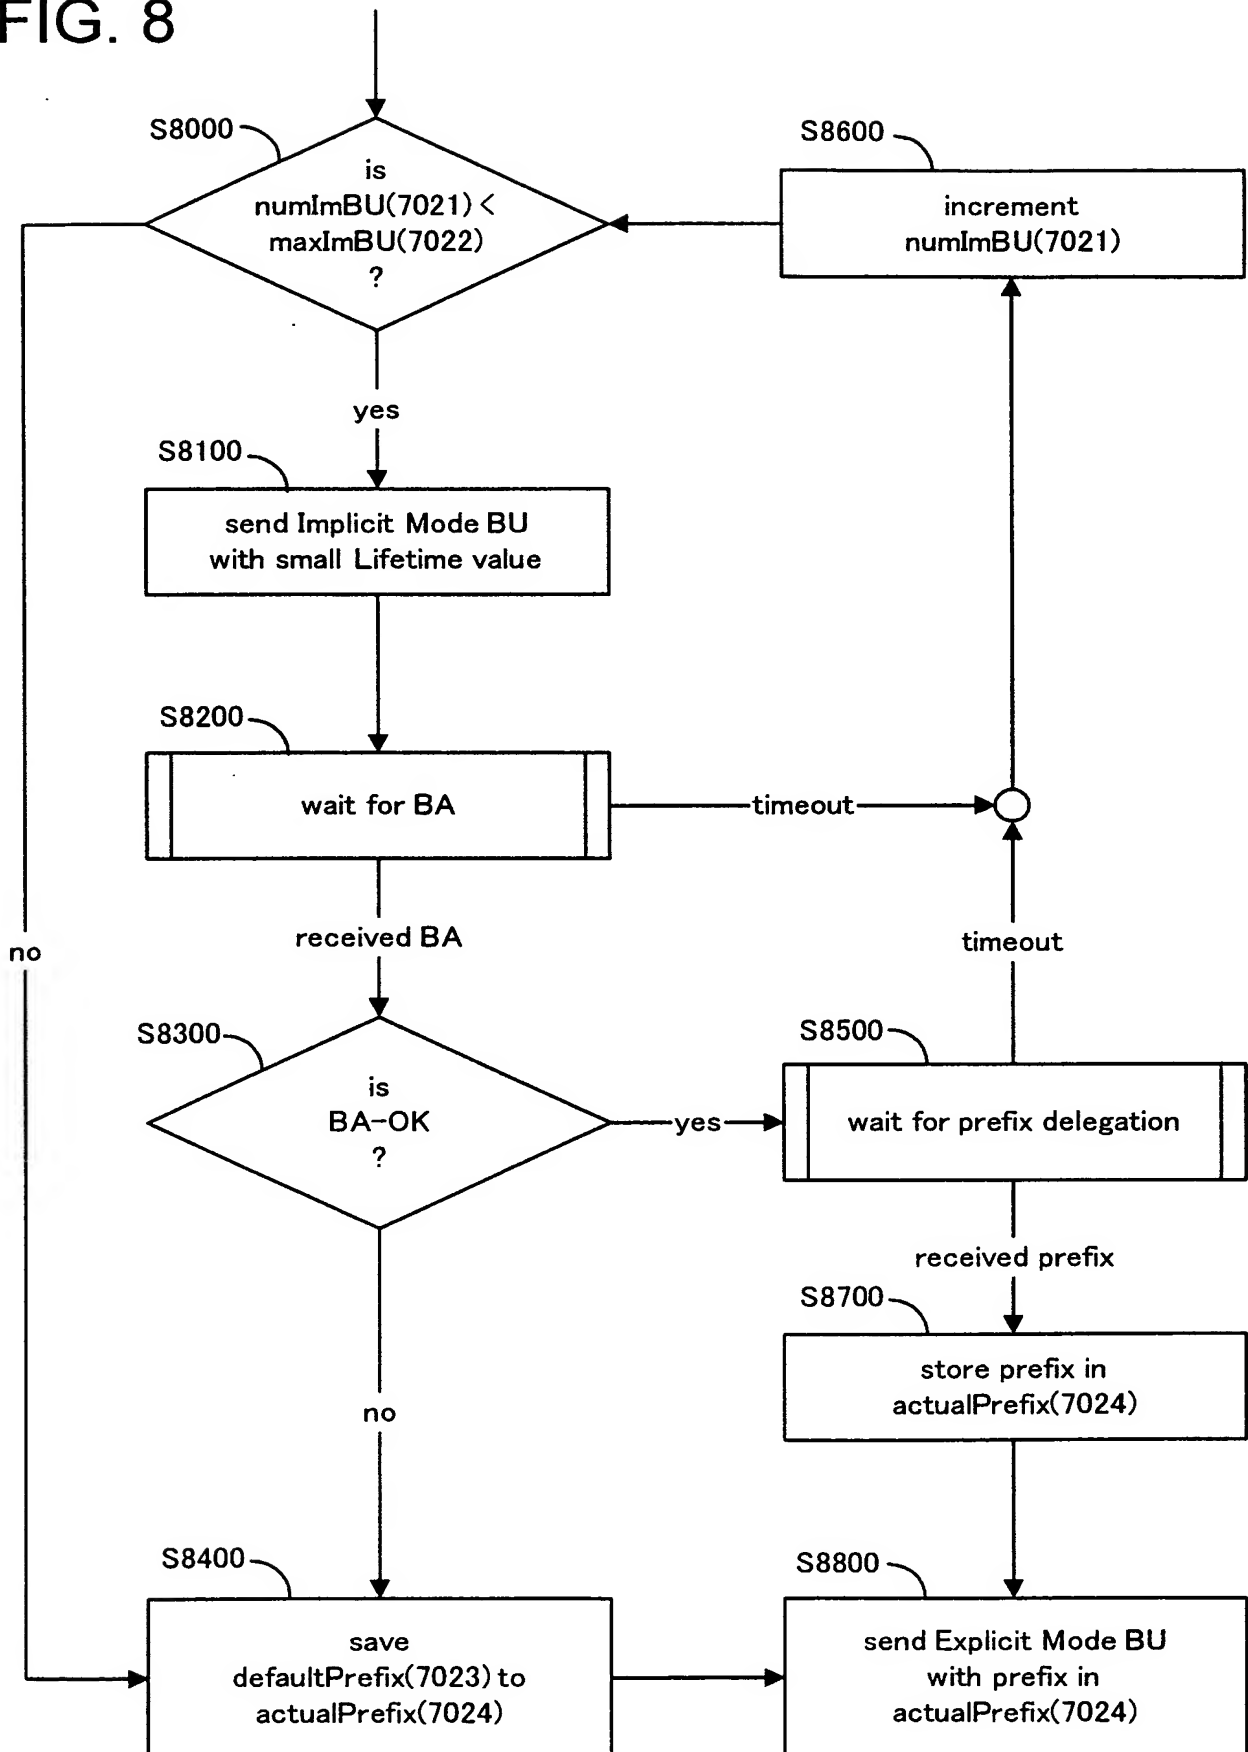 FIG. 8
S8000
is
numImBU(7021) <
maxImBU(7022)
?
S8600
increment
numImBU(7021)
yes
S8100
send Implicit Mode BU
with small Lifetime value
S8200
wait for BA
timeout
received BA
timeout
no
S8300
is
BA-OK
?
yes
S8500
wait for prefix delegation
received prefix
S8700
store prefix in
actualPrefix(7024)
no
S8400
save
defaultPrefix(7023) to
actualPrefix(7024)
S8800
send Explicit Mode BU
with prefix in
actualPrefix(7024)